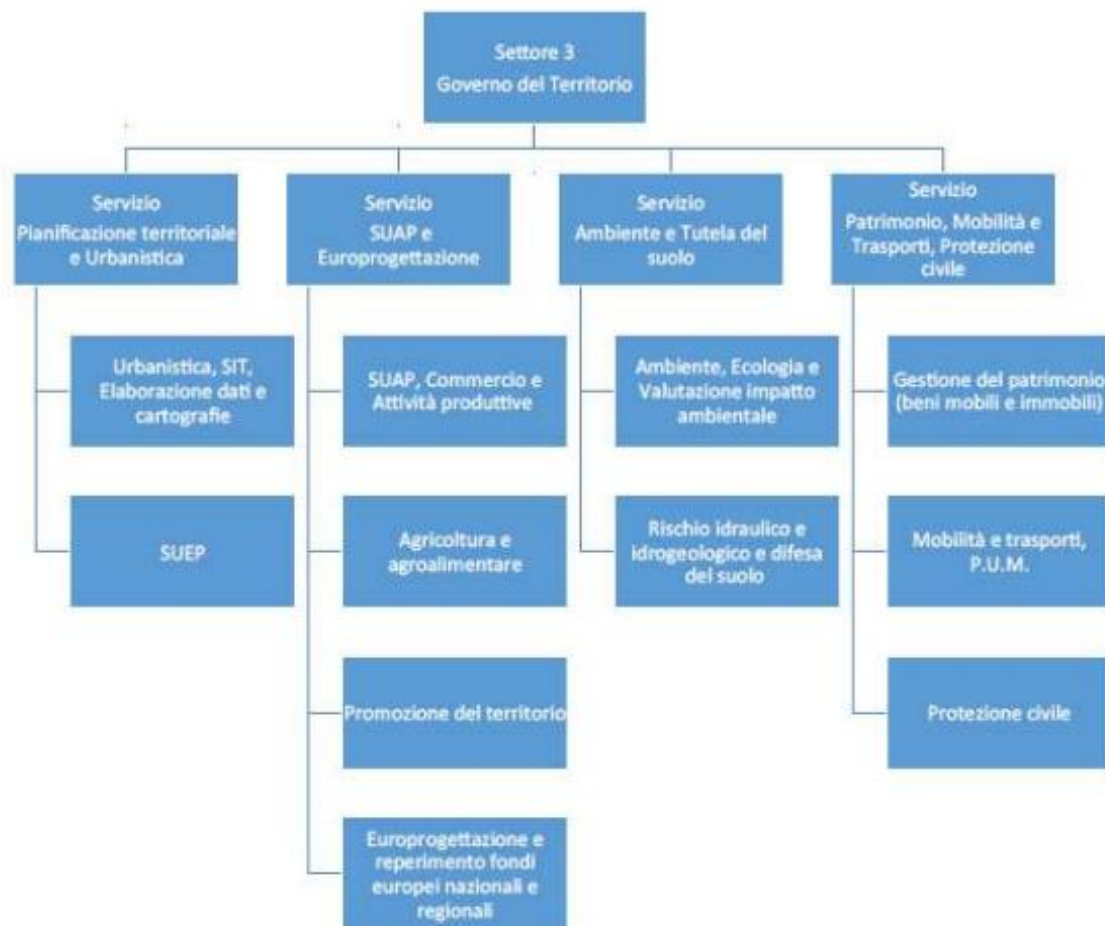 Settore 3
Governo del Territorio
Servizio
Pianificazione territoriale
e Urbanistica
Servizio
SUAP e
Europrogettazione
Servizio
Ambiente e Tutela del
suolo
Servizio
Patrimonio, Mobilità e
Trasporti, Protezione
civile
Urbanistica, SIT,
Elaborazione dati e
cartografie
SUEP
SUAP, Commercio e
Attività produttive
Agricoltura e
agroalimentare
Promozione del territorio
Europrogettazione e
reperimento fondi
europei nazionali e
regionali
Ambiente, Ecologia e
Valutazione impatto
ambientale
Rischio idraulico e
idrogeologico e difesa
del suolo
Gestione del patrimonio
(beni mobili e immobili)
Mobilità e trasporti,
P.U.M.
Protezione civile